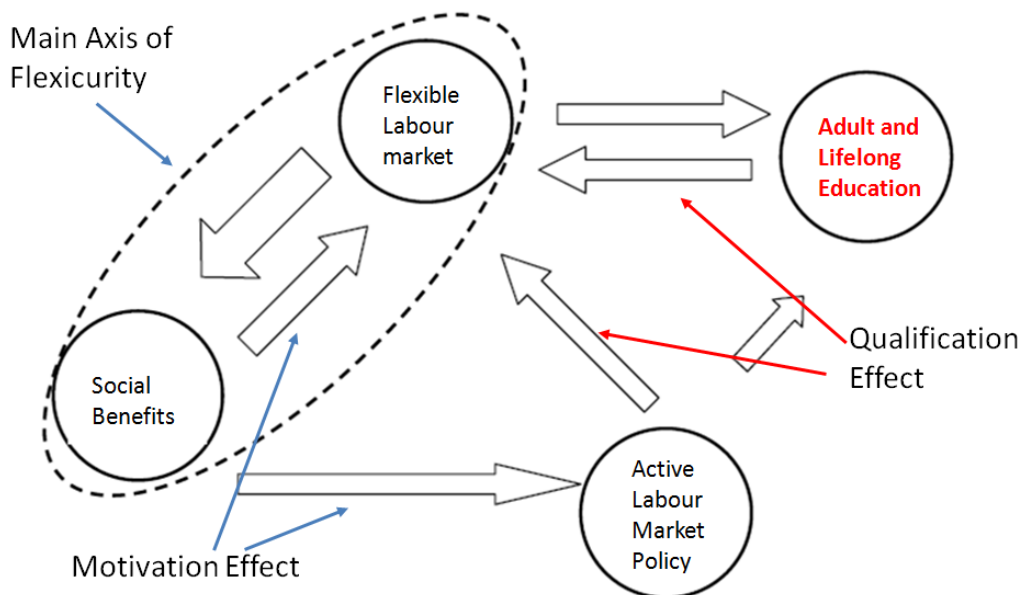 Main Axis of
Flexicurity
Flexible
Labour
market
Adult and
Lifelong
Education
Social
Benefits
Qualification
Effect
Active
Labour
Market
Policy
Motivation Effect